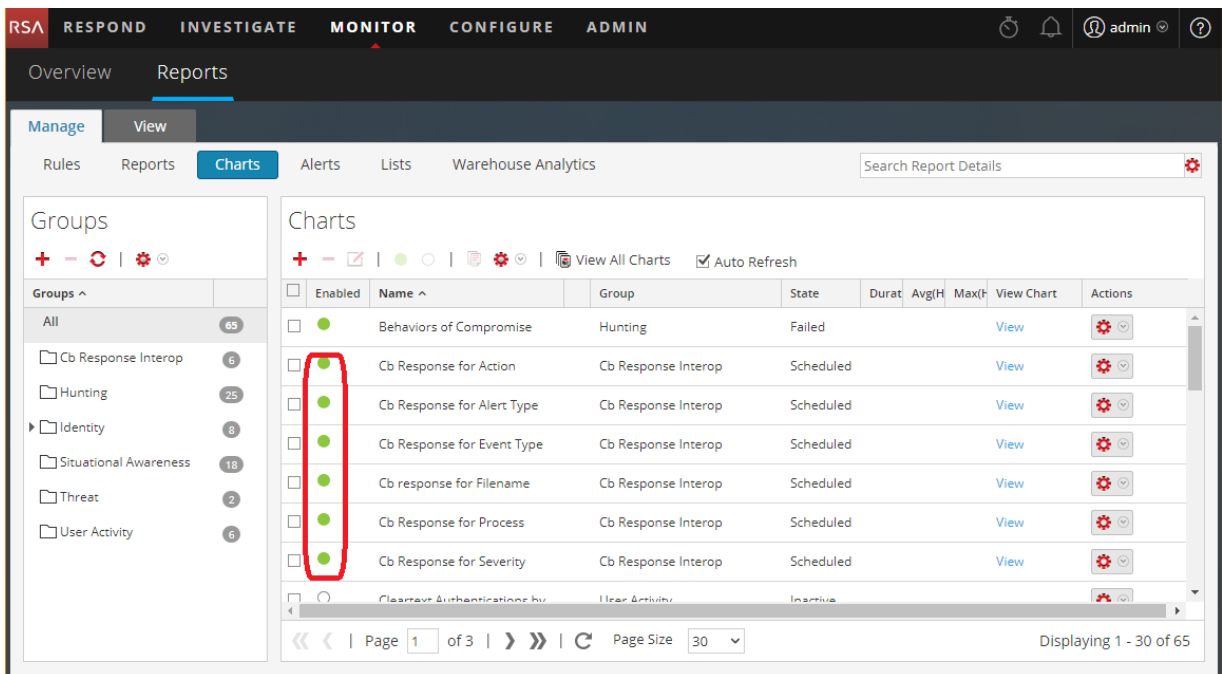 RSA RESPOND INVESTIGATE MONITOR CONFIGURE ADMIN admin ?
Overview Reports
Manage View
Rules Reports Charts Alerts Lists Warehouse Analytics Search Report Details
Groups
Groups
All 65
Cb Response Interop 6
Hunting 25
Identity 8
Situational Awareness 18
Threat 2
User Activity 6
Charts
View All Charts Auto Refresh
Enabled Name Group State Durat Avg(H Max(H View Chart Actions
Behaviors of Compromise Hunting Failed View
Cb Response for Action Cb Response Interop Scheduled View
Cb Response for Alert Type Cb Response Interop Scheduled View
Cb Response for Event Type Cb Response Interop Scheduled View
Cb response for Filename Cb Response Interop Scheduled View
Cb Response for Process Cb Response Interop Scheduled View
Cb Response for Severity Cb Response Interop Scheduled View
Cleartext Authentications by User Activity Inactive
Page 1 of 3 Page Size 30 Displaying 1 - 30 of 65